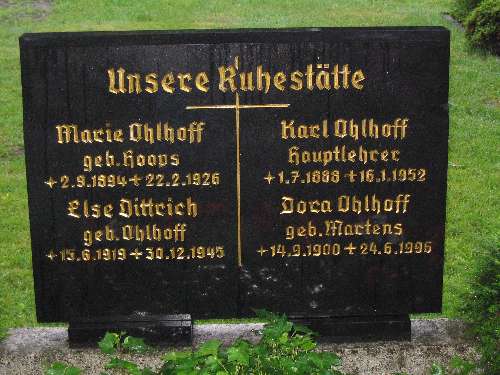 Unsere Ruhestätte
Marie Ohlhoff
geb. Hoops
+2.9.1894+22.2.1926
Else Dittrich
geb. Ohlhoff
+15.6.1919+30.12.1945
Karl Ohlhoff
Hauptlehrer
+1.7.1888+16.1.1952
Dora Ohlhoff
geb. Martens
+14.9.1900+24.6.1996